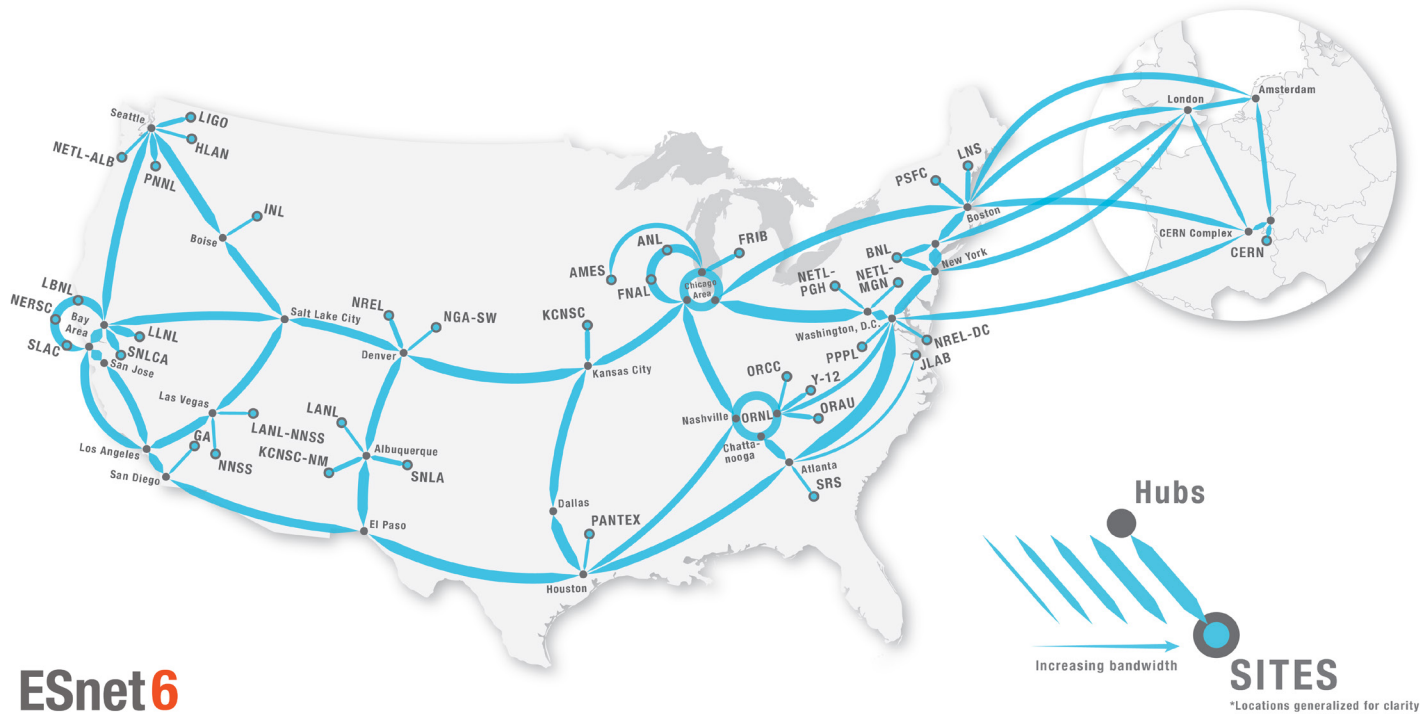 Seattle
LIGO
HLAN
NETL-ALB
PNNL
INL
Boise
LBNL
NERSC
Bay
Area
LLNL
SLAC
SNLCA
San Jose
Salt Lake City
NREL
NGA-SW
Denver
Las Vegas
LANL-NNSS
GA
NNSS
Los Angeles
San Diego
LANL
KCNSC-NM
Albuquerque
SNLA
El Paso
KCNSC
Kansas City
Dallas
PANTEX
Houston
AMES
ANL
FNAL
FRIB
Chicago
Area
ORCC
Y-12
Nashville
ORNL
ORAU
Chatta-
nooga
Atlanta
SRS
NETL-
PGH
NETL-
MGN
Washington, D.C.
PPPL
NREL-DC
JLAB
BNL
New York
PSFC
LNS
Boston
London
Amsterdam
CERN Complex
CERN
Hubs
Increasing bandwidth
SITES
*Locations generalized for clarity
ESnet6